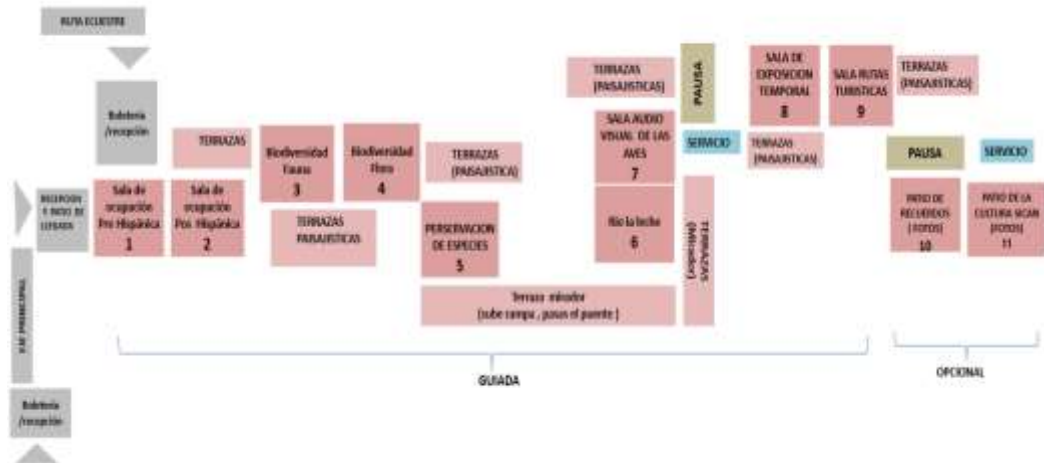 RUTA ECUESTRE
Boletería
/recepción
RECEPCION
Y PATIO DE
LLEGADA
EJE PRINCIPAL
Boletería
/recepción
Sala de
ocupación
Pre Hispánica
1
TERRAZAS
Sala de
ocupación
Hispánica
2
Biodiversidad
Fauna
3
TERRAZAS
PAISAJISTICAS
Biodiversidad
Flora
4
TERRAZAS
(PAISAJISTICA)
PERSERVACION
DE ESPECIES
5
Terraza mirador
(sube rampa , pasas el puente )
Rio la leche
6
SALA AUDIO
VISUAL DE LAS
AVES
7
TERRAZAS
(PAISAJISTICAS)
PAUSA
SERVICIO
TERRAZAS
(Mirador)
SALA DE
EXPOSICION
TEMPORAL
8
TERRAZAS
(PAISAJISTICAS)
SALA RUTAS
TURISTICAS
9
TERRAZAS
(PAISAJISTICAS)
PAUSA
SERVICIO
PATIO DE
RECUERDOS
( FOTOS)
10
PATIO DE LA
CULTURA SICAN
(FOTOS)
11
GUIADA
OPCIONAL